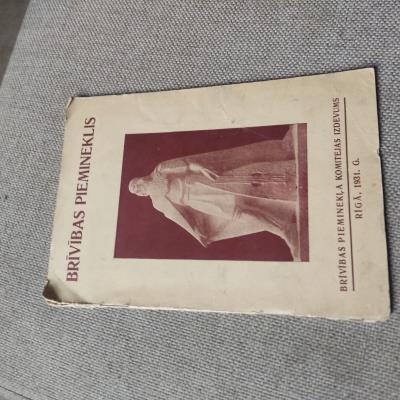 BRĪVĪBAS PIEMINEKLIS
BRĪVĪBAS PIEMINEKĻA KOMITEJAS IZDEVUMS
RĪGĀ, 1931. G.